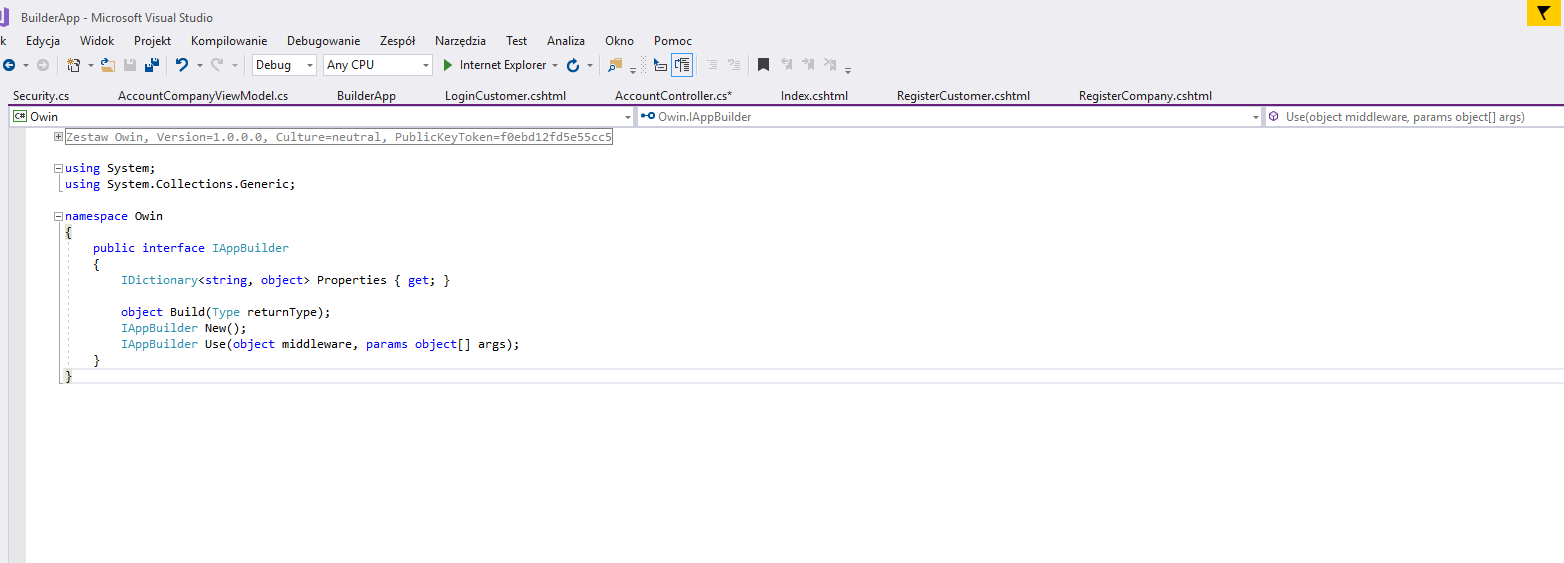 BuilderApp - Microsoft Visual Studio
k Edycja Widok Projekt Kompilowanie Debugowanie Zespół Narzędzia Test Analiza Okno Pomoc
Debug Any CPU Internet Explorer
Security.cs AccountCompanyViewModel.cs BuilderApp LoginCustomer.cshtml AccountController.cs* Index.cshtml RegisterCustomer.cshtml RegisterCompany.cshtml
C# Owin Owin.IAppBuilder Use(object middleware, params object[] args)
Zestaw Owin, Version=1.0.0.0, Culture=neutral, PublicKeyToken=f0ebd12fd5e55cc5
using System;
using System.Collections.Generic;
namespace Owin
{
public interface IAppBuilder
{
IDictionary<string, object> Properties { get; }
object Build(Type returnType);
IAppBuilder New();
IAppBuilder Use(object middleware, params object[] args);
}
}